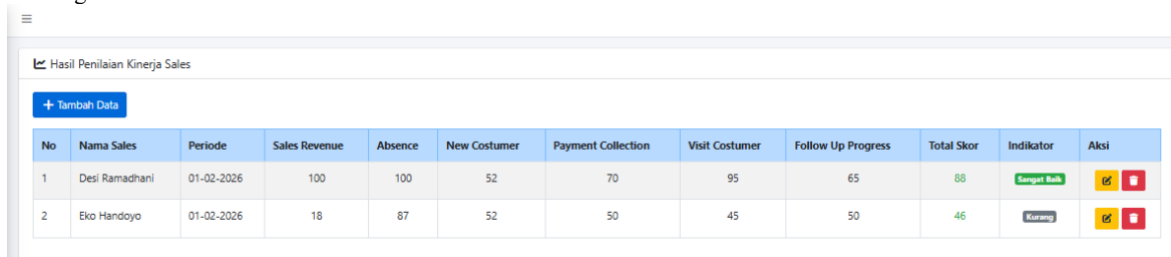 Hasil Penilaian Kinerja Sales
+ Tambah Data
No Nama Sales Periode Sales Revenue Absence New Costumer Payment Collection Visit Costumer Follow Up Progress Total Skor Indikator Aksi
1 Desi Ramadhani 01-02-2026 100 100 52 70 95 65 88 Sangat Baik
2 Eko Handoyo 01-02-2026 18 87 52 50 45 50 46 Kurang